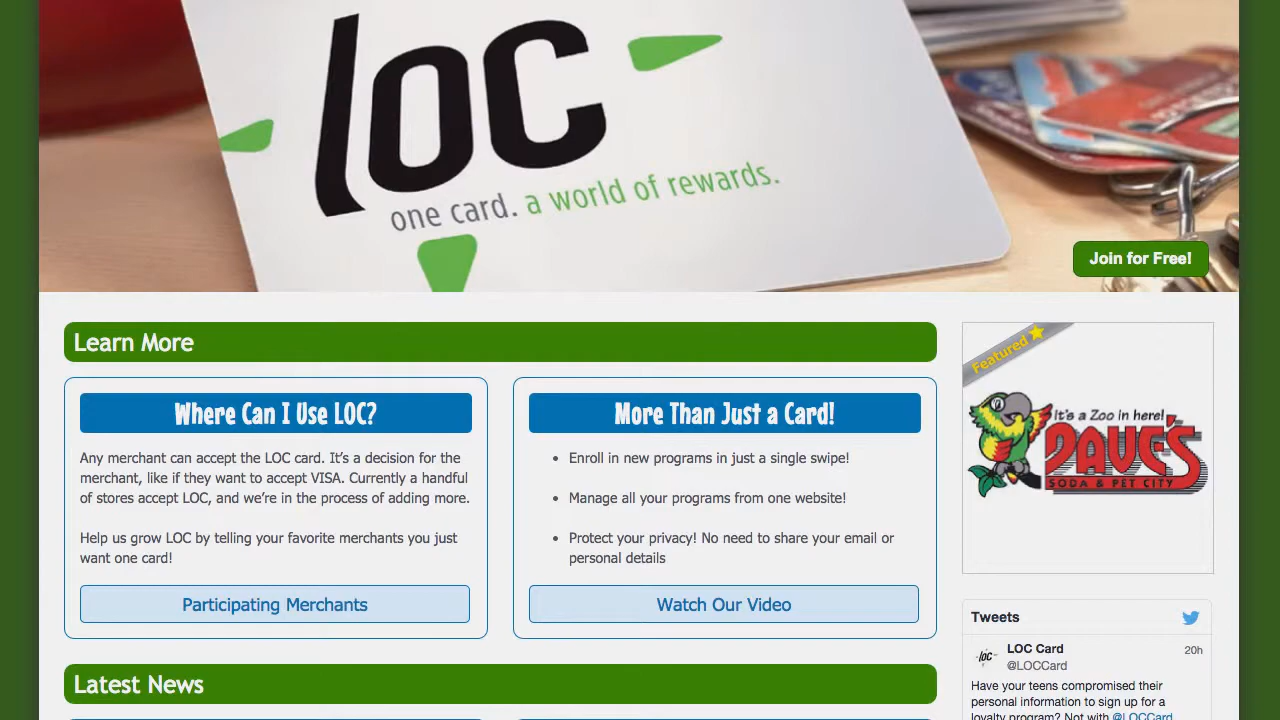 loc
one card. a world of rewards.
Join for Free!
Learn More
Where Can I Use LOC?
Any merchant can accept the LOC card. It's a decision for the
merchant, like if they want to accept VISA. Currently a handful
of stores accept LOC, and we're in the process of adding more.
Help us grow LOC by telling your favorite merchants you just
want one card!
Participating Merchants
More Than Just a Card!
• Enroll in new programs in just a single swipe!
• Manage all your programs from one website!
• Protect your privacy! No need to share your email or
personal details
Watch Our Video
Featured
It's a Zoo in here!
DAVE'S
SODA & PET CITY
Tweets
loc
LOC Card
20h
@LOCCard
Have your teens compromised their
personal information to sign up for a
loyalty program? Not with @LOCCard
Latest News